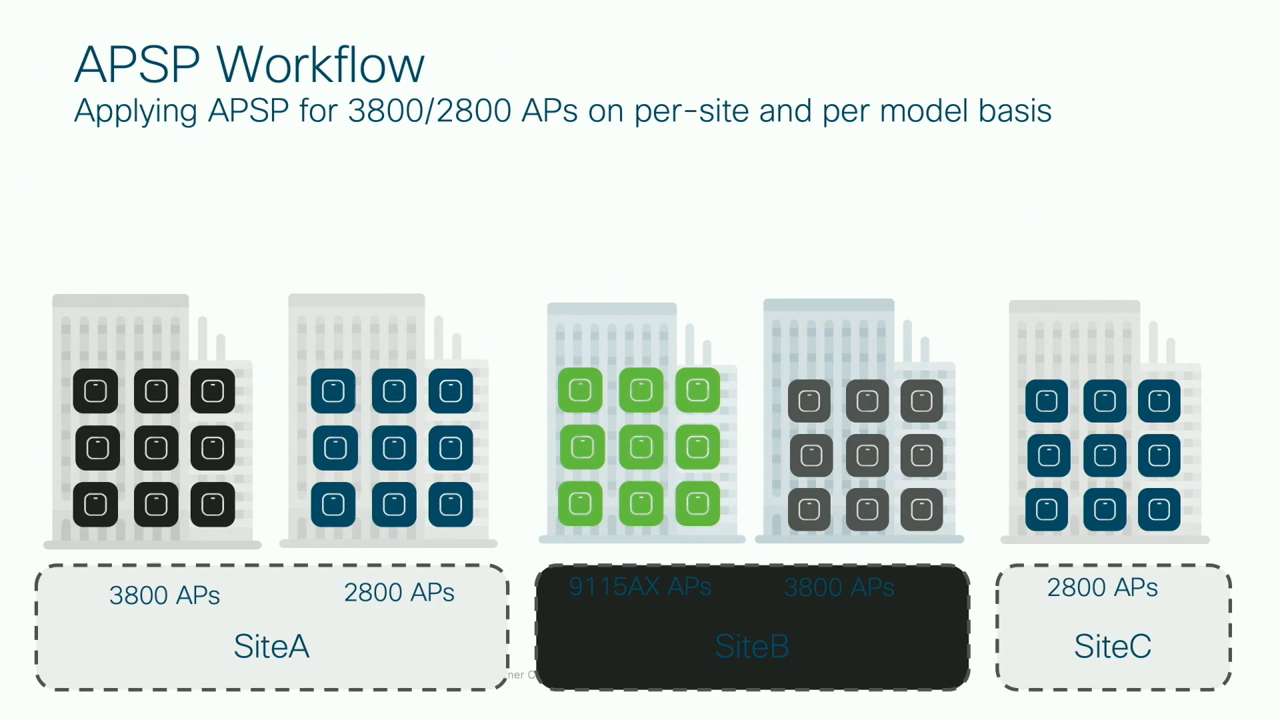 APSP Workflow
Applying APSP for 3800/2800 APs on per-site and per model basis
3800 APs
2800 APs
SiteA
9115AX APs
3800 APs
SiteB
2800 APs
SiteC